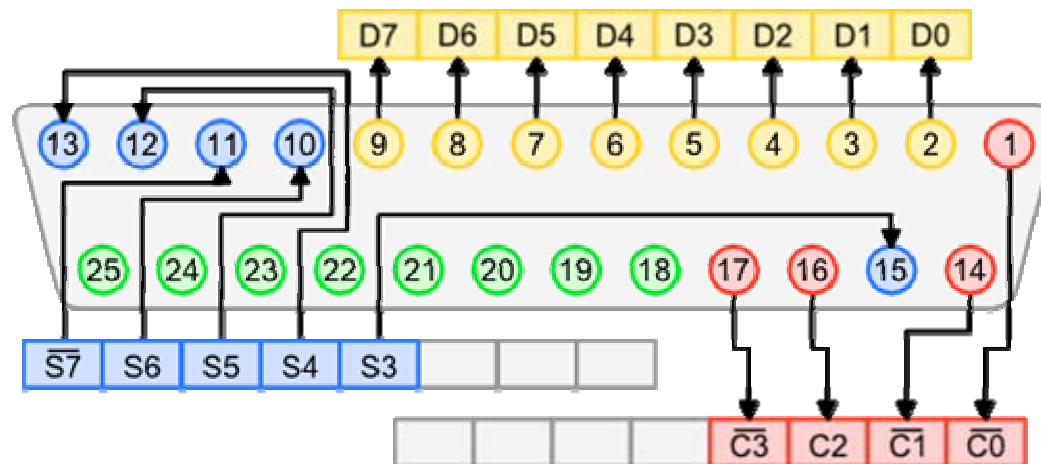 D7 D6 D5 D4 D3 D2 D1 D0
13 12 11 10 9 8 7 6 5 4 3 2 1
25 24 23 22 21 20 19 18 17 16 15 14
S̅7̅ S6 S5 S4 S3
C̅3̅ C2 C̅1̅ C̅0̅